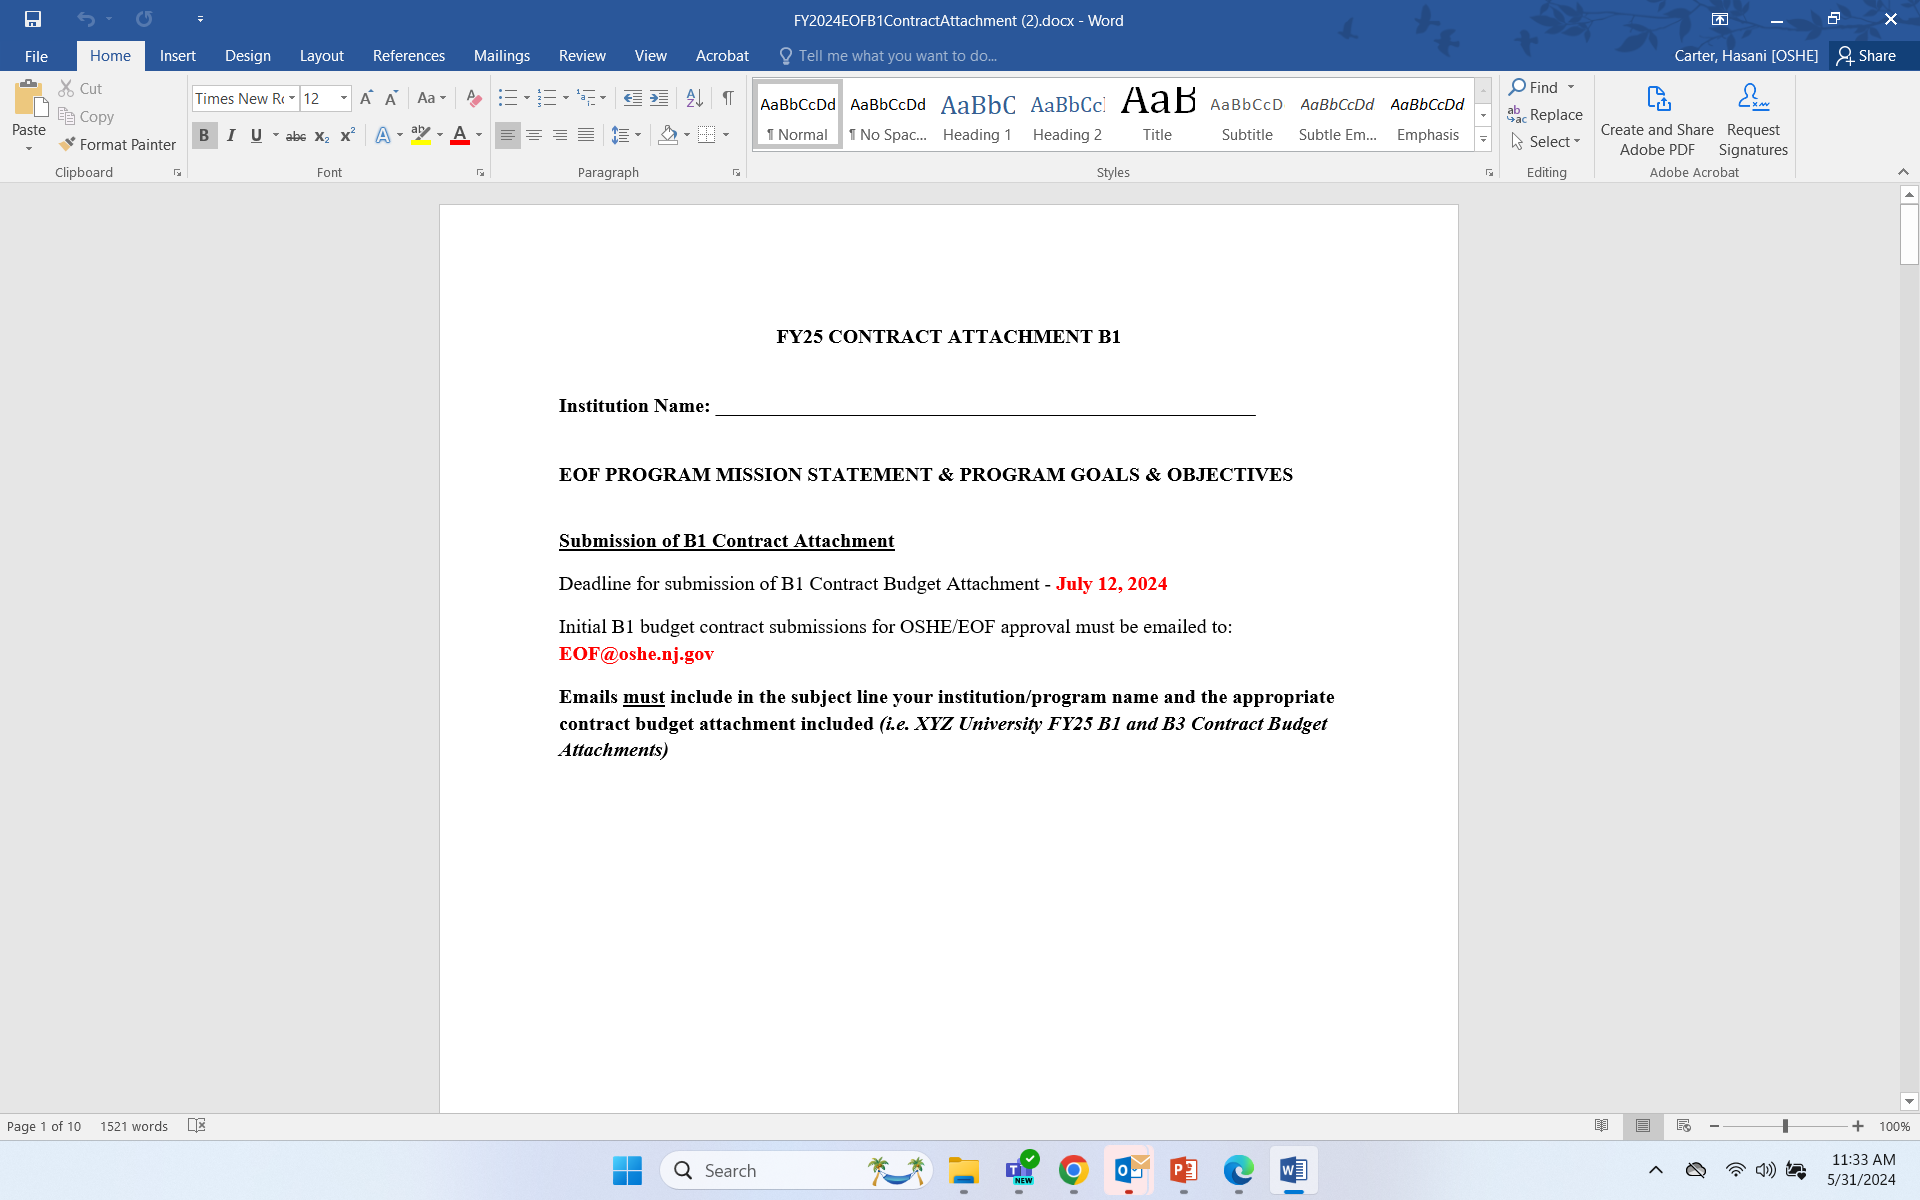 FY2024EOFB1ContractAttachment (2).docx - Word
File Home Insert Design Layout References Mailings Review View Acrobat Tell me what you want to do... Carter, Hasani [OSHE] Share
Paste
Cut
Copy
Format Painter
Clipboard
Times New Rc 12
Font
Paragraph
AaBbCcDd AaBbCcDd AaBbC AaBbCc AaB AaBbCcD AaBbCcDd AaBbCcDd
¶ Normal ¶ No Spac... Heading 1 Heading 2 Title Subtitle Subtle Em... Emphasis
Styles
Find
Replace
Select
Editing
Create and Share
Adobe PDF
Request
Signatures
Adobe Acrobat
FY25 CONTRACT ATTACHMENT B1
Institution Name:
EOF PROGRAM MISSION STATEMENT & PROGRAM GOALS & OBJECTIVES
Submission of B1 Contract Attachment
Deadline for submission of B1 Contract Budget Attachment - July 12, 2024
Initial B1 budget contract submissions for OSHE/EOF approval must be emailed to:
EOF@oshe.nj.gov
Emails must include in the subject line your institution/program name and the appropriate
contract budget attachment included (i.e. XYZ University FY25 B1 and B3 Contract Budget
Attachments)
Page 1 of 10 1521 words 100%
Search
NEW
11:33 AM
5/31/2024